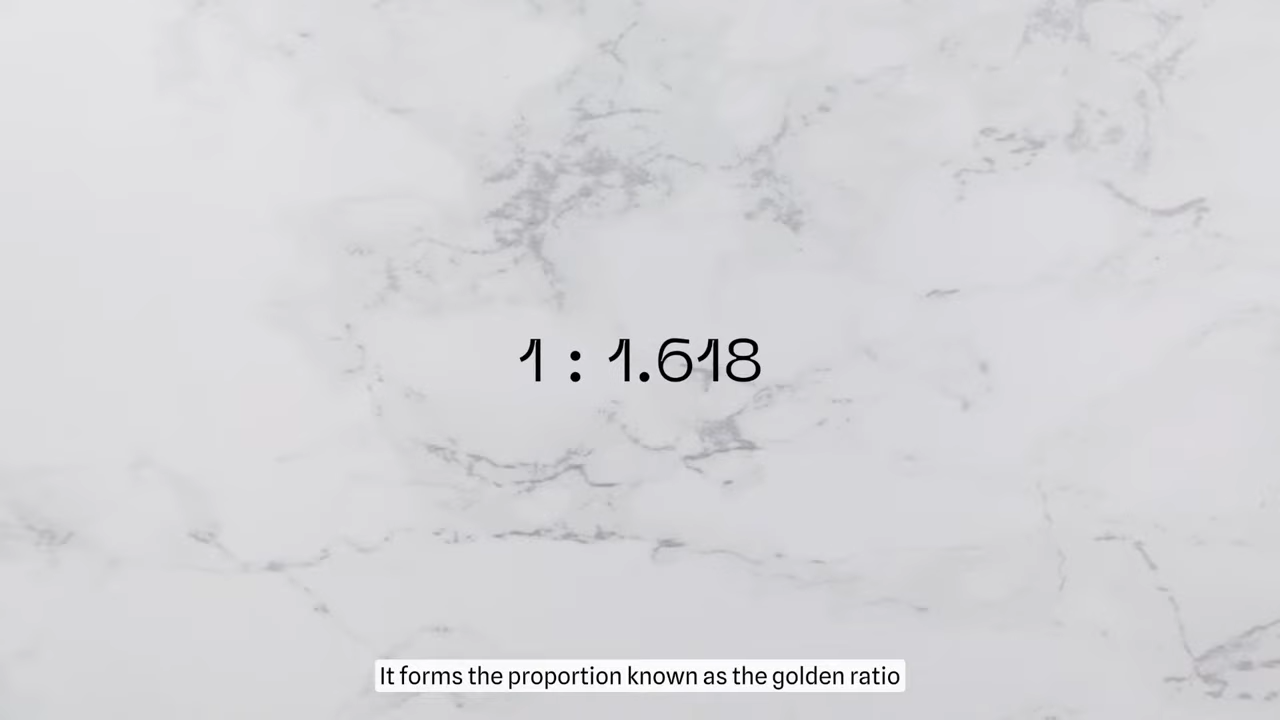 1 : 1.618
It forms the proportion known as the golden ratio